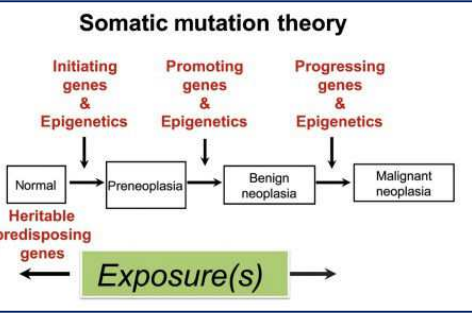 Somatic mutation theory
Initiating
genes
&
Epigenetics
Promoting
genes
&
Epigenetics
Progressing
genes
&
Epigenetics
Normal
Preneoplasia
Benign
neoplasia
Malignant
neoplasia
Heritable
predisposing
genes
Exposure(s)